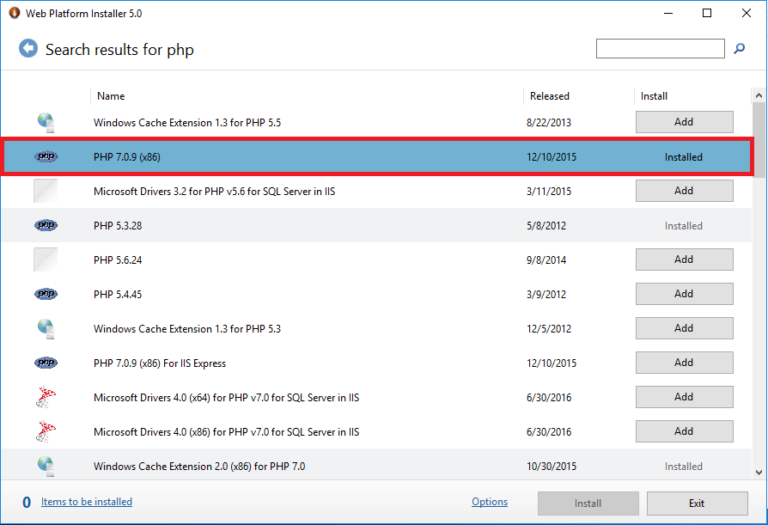 Web Platform Installer 5.0
Search results for php
Name Released Install
Windows Cache Extension 1.3 for PHP 5.5 8/22/2013 Add
php PHP 7.0.9 (x86) 12/10/2015 Installed
Microsoft Drivers 3.2 for PHP v5.6 for SQL Server in IIS 3/11/2015 Add
php PHP 5.3.28 5/8/2012 Installed
PHP 5.6.24 9/8/2014 Add
php PHP 5.4.45 3/9/2012 Add
Windows Cache Extension 1.3 for PHP 5.3 12/5/2012 Add
php PHP 7.0.9 (x86) For IIS Express 12/10/2015 Add
Microsoft Drivers 4.0 (x64) for PHP v7.0 for SQL Server in IIS 6/30/2016 Add
Microsoft Drivers 4.0 (x86) for PHP v7.0 for SQL Server in IIS 6/30/2016 Add
Windows Cache Extension 2.0 (x86) for PHP 7.0 10/30/2015 Installed
0 Items to be installed Options Install Exit